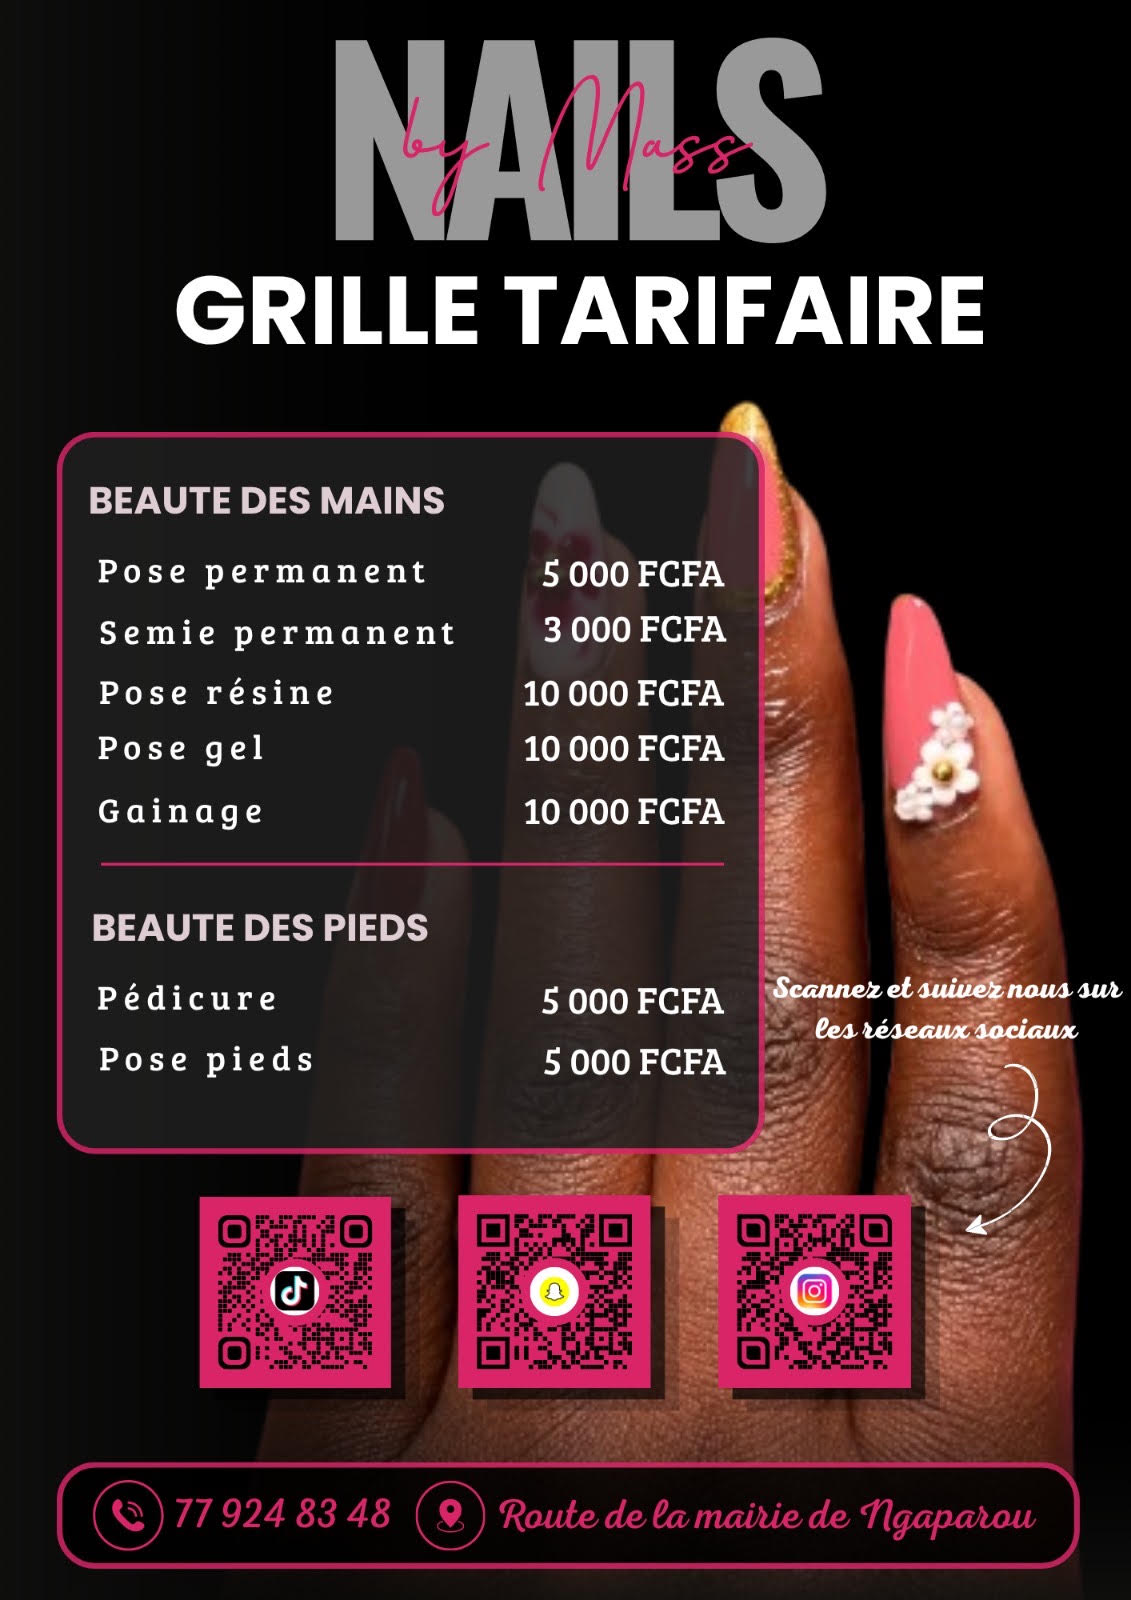 NAILS
by Mass
GRILLE TARIFAIRE
BEAUTE DES MAINS
Pose permanent 5 000 FCFA
Semie permanent 3 000 FCFA
Pose résine 10 000 FCFA
Pose gel 10 000 FCFA
Gainage 10 000 FCFA
BEAUTE DES PIEDS
Pédicure 5 000 FCFA
Pose pieds 5 000 FCFA
Scannez et suivez nous sur
les réseaux sociaux
77 924 83 48 Route de la mairie de Ngaparou